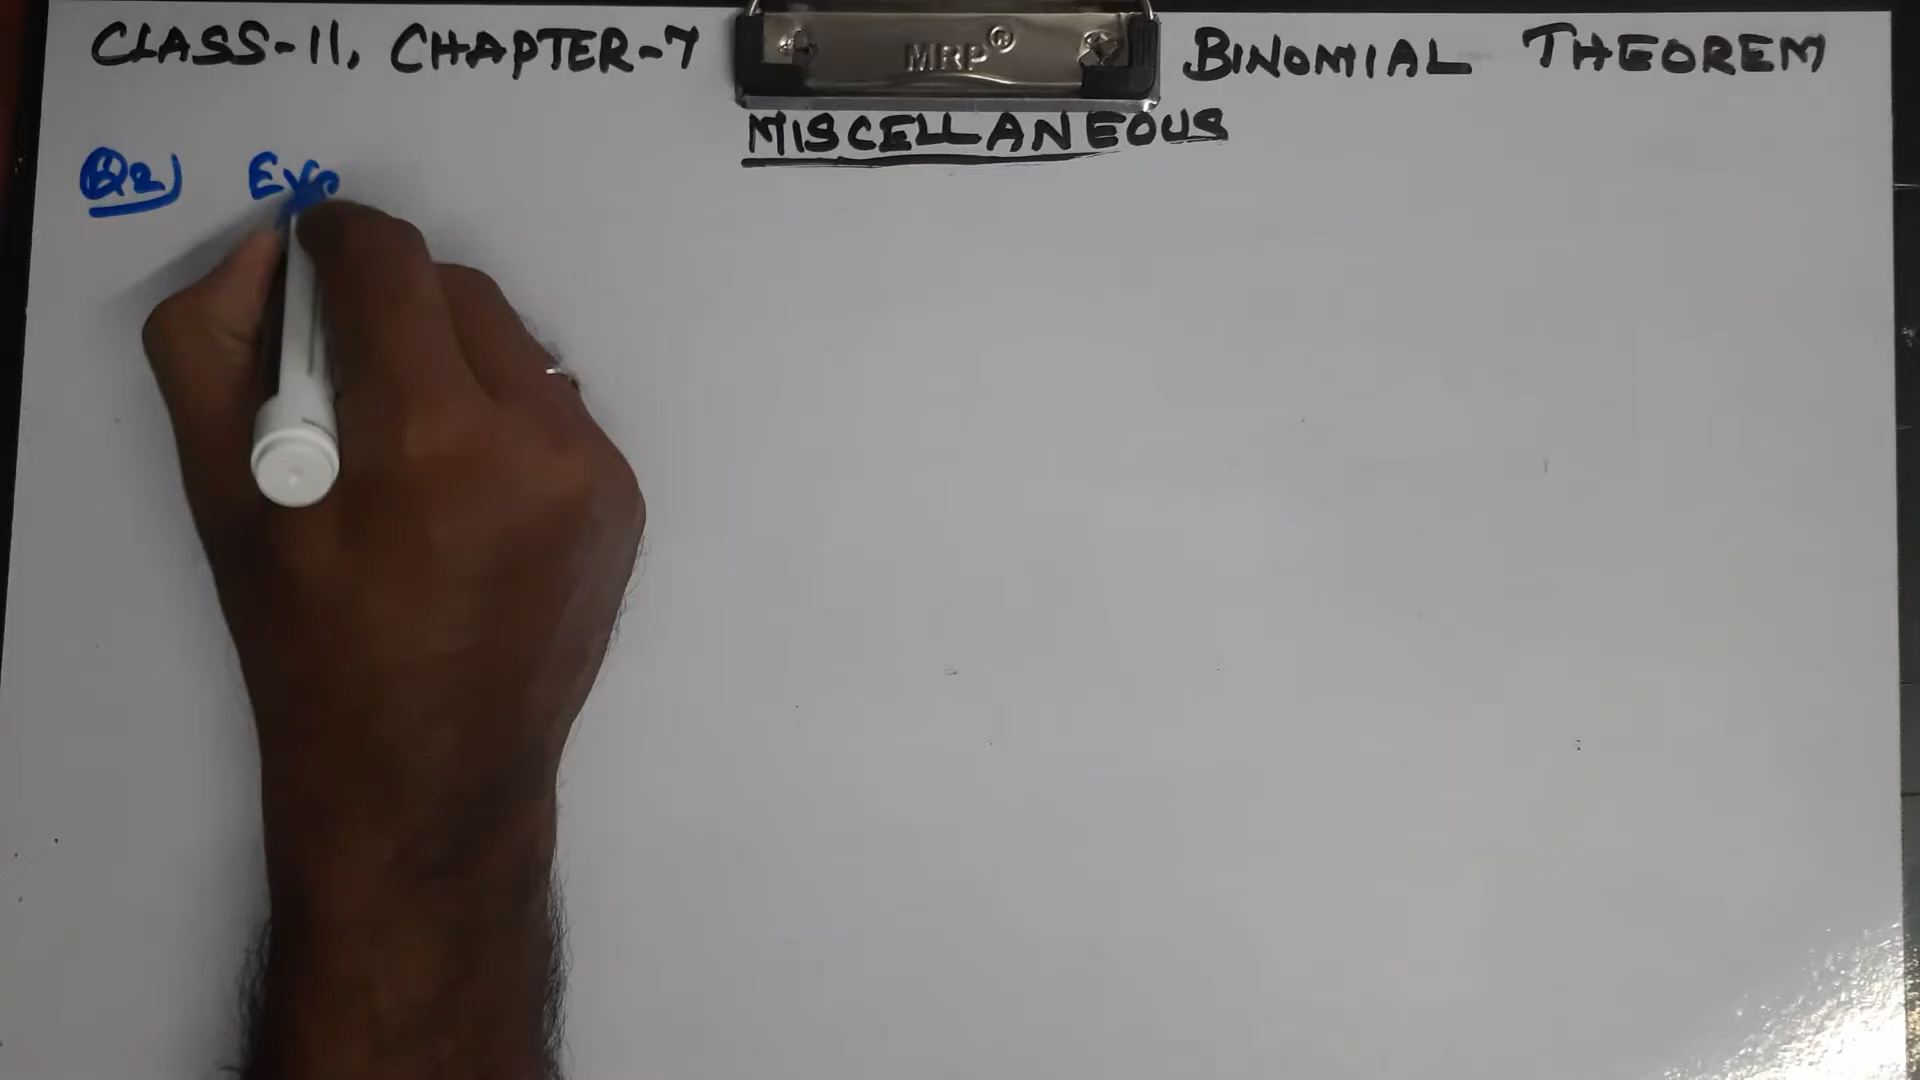 CLASS-11, CHAPTER-7 MRP® BINOMIAL THEOREM
MISCELLANEOUS
Q2)